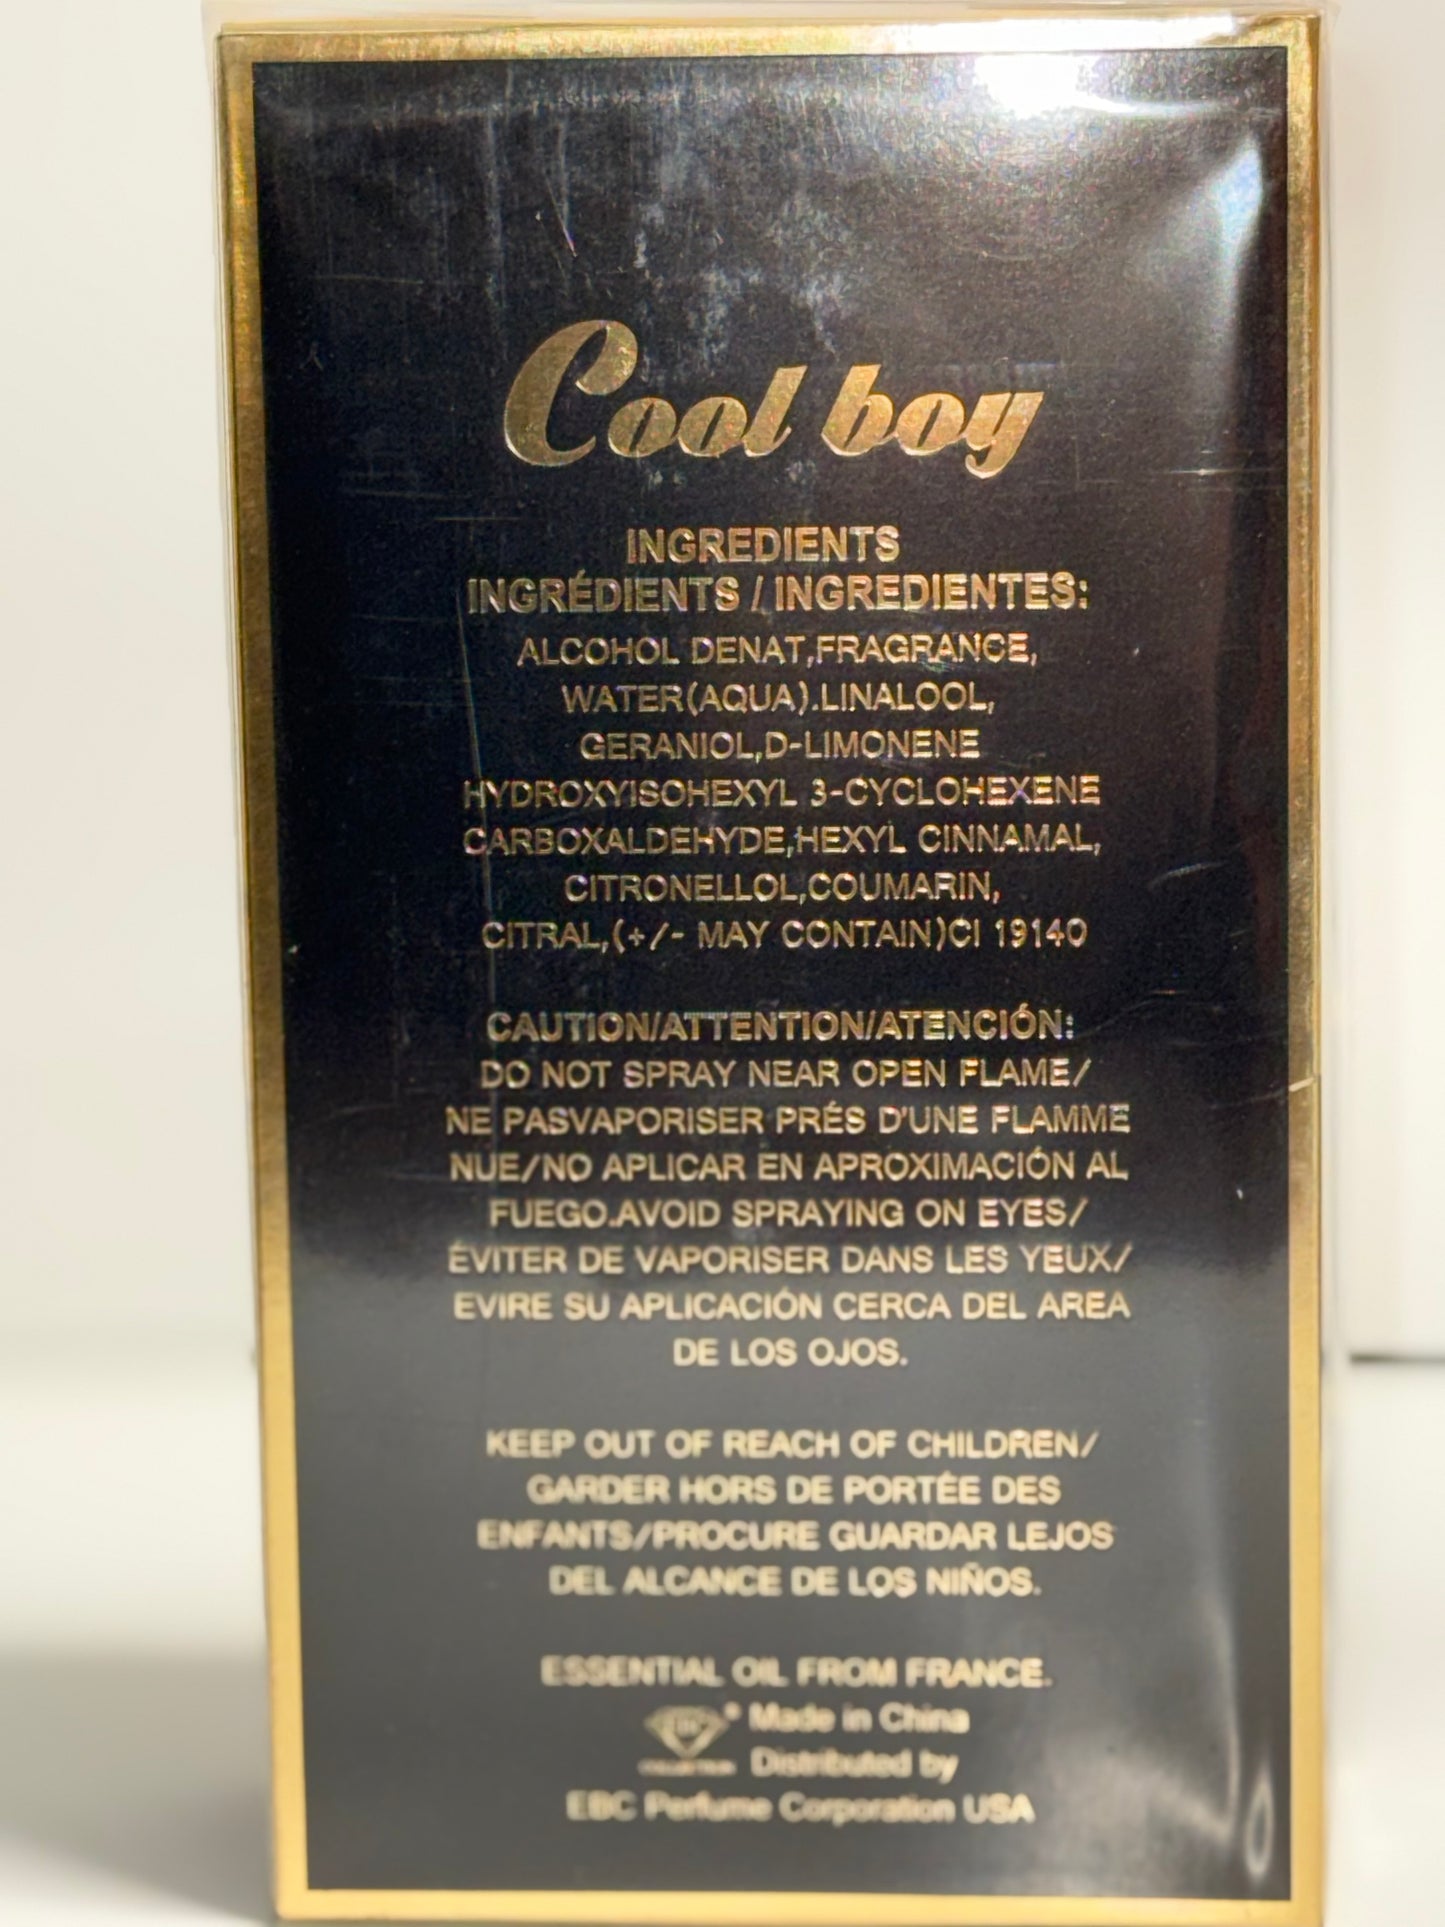 Cool boy
INGREDIENTS
INGRÉDIENTS / INGREDIENTES:
ALCOHOL DENAT,FRAGRANCE,
WATER(AQUA).LINALOOL,
GERANIOL,D-LIMONENE
HYDROXYISOHEXYL 3-CYCLOHEXENE
CARBOXALDEHYDE,HEXYL CINNAMAL,
CITRONELLOL,COUMARIN,
CITRAL,(+/- MAY CONTAIN)CI 19140
CAUTION/ATTENTION/ATENCIÓN:
DO NOT SPRAY NEAR OPEN FLAME/
NE PASVAPORISER PRÉS D'UNE FLAMME
NUE/NO APLICAR EN APROXIMACIÓN AL
FUEGO.AVOID SPRAYING ON EYES/
ÉVITER DE VAPORISER DANS LES YEUX/
EVIRE SU APLICACIÓN CERCA DEL AREA
DE LOS OJOS.
KEEP OUT OF REACH OF CHILDREN/
GARDER HORS DE PORTÉE DES
ENFANTS/PROCURE GUARDAR LEJOS
DEL ALCANCE DE LOS NIÑOS.
ESSENTIAL OIL FROM FRANCE.
® Made in China
Distributed by
EBC Perfume Corporation USA